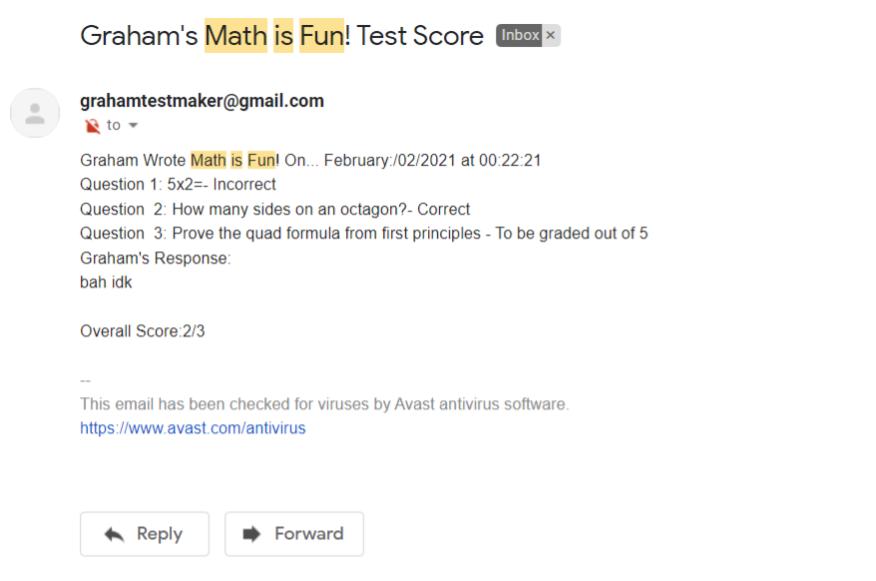 Graham's Math is Fun! Test Score Inbox ×
grahamtestmaker@gmail.com
to
Graham Wrote Math is Fun! On... February:/02/2021 at 00:22:21
Question 1: 5x2=- Incorrect
Question 2: How many sides on an octagon?- Correct
Question 3: Prove the quad formula from first principles - To be graded out of 5
Graham's Response:
bah idk
Overall Score:2/3
--
This email has been checked for viruses by Avast antivirus software.
https://www.avast.com/antivirus
Reply Forward